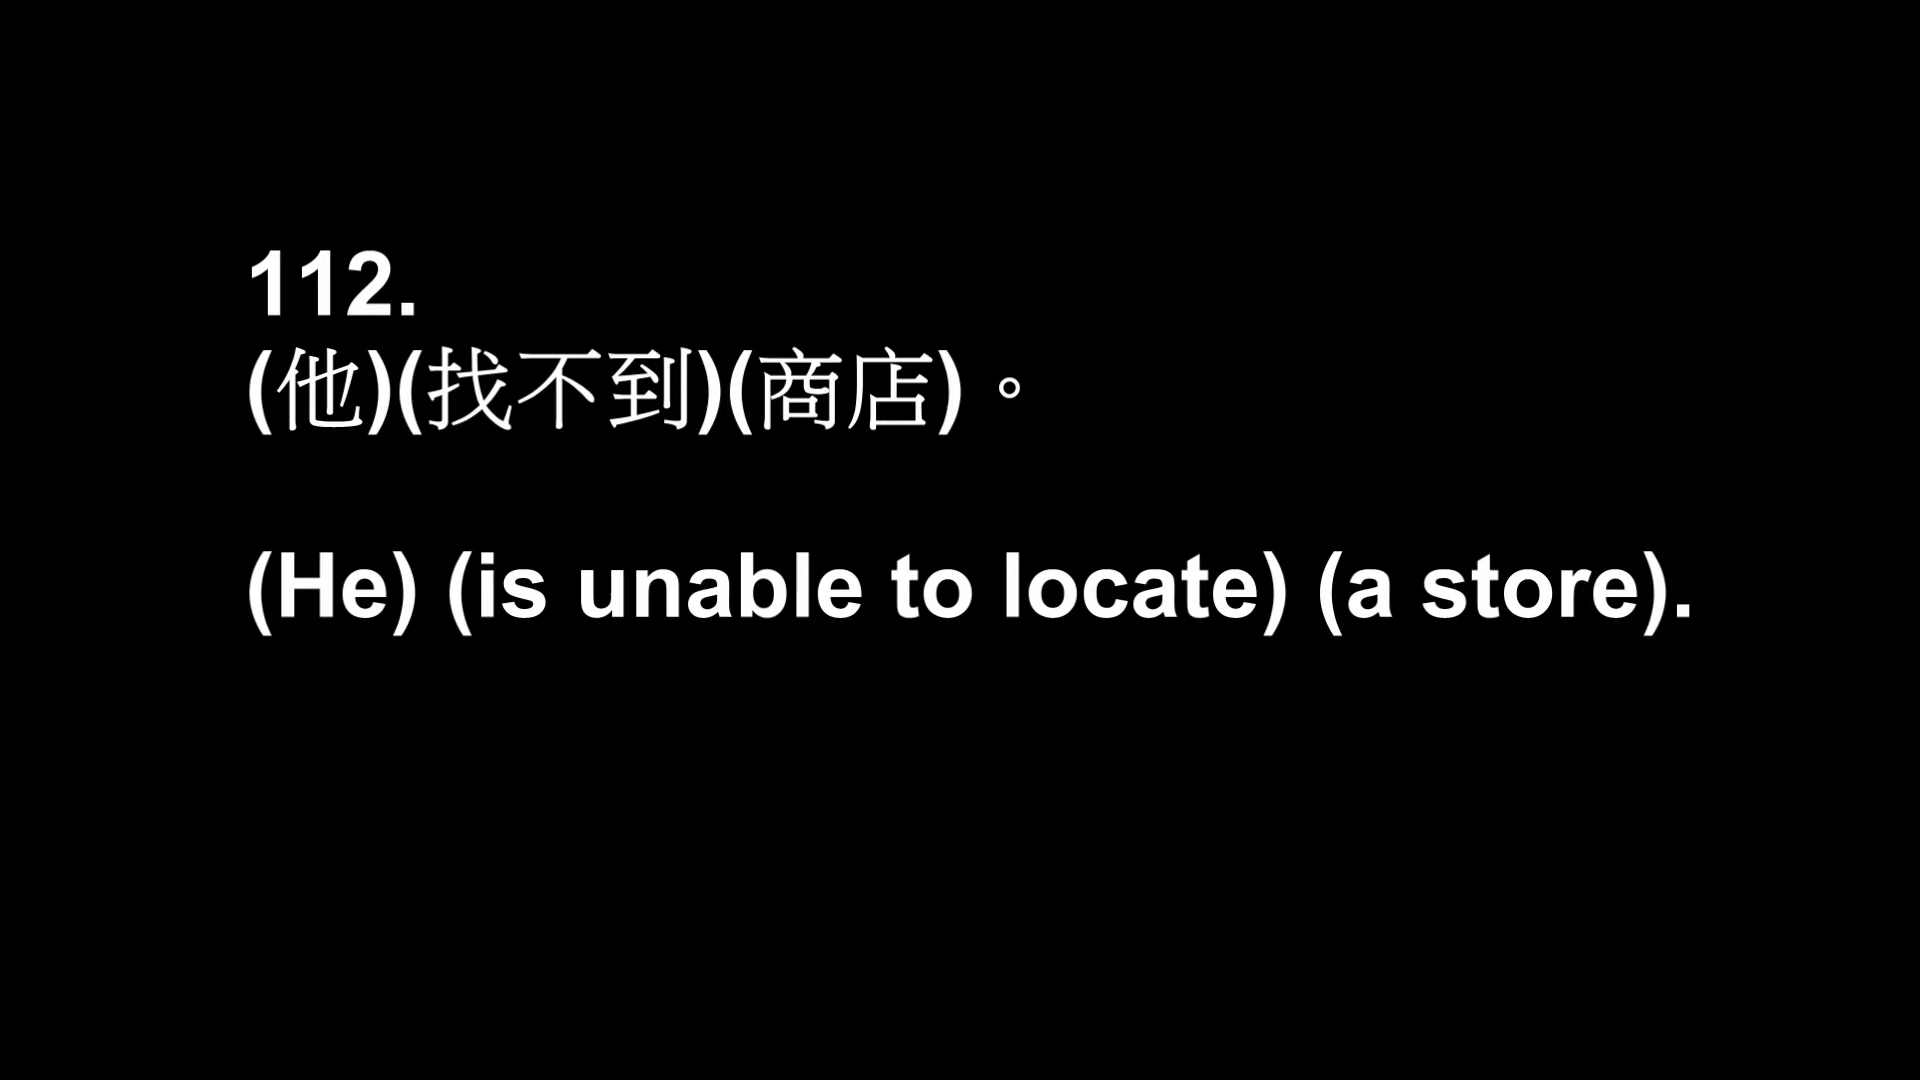 112.
(他)(找不到)(商店)。
(He) (is unable to locate) (a store).